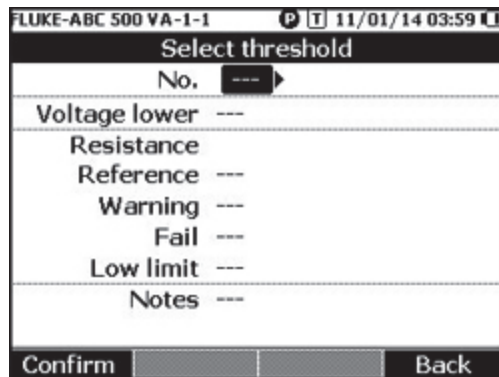 FLUKE-ABC 500 VA-1-1 P T 11/01/14 03:59
Select threshold
No. ---
Voltage lower ---
Resistance
Reference ---
Warning ---
Fail ---
Low limit ---
Notes ---
Confirm Back